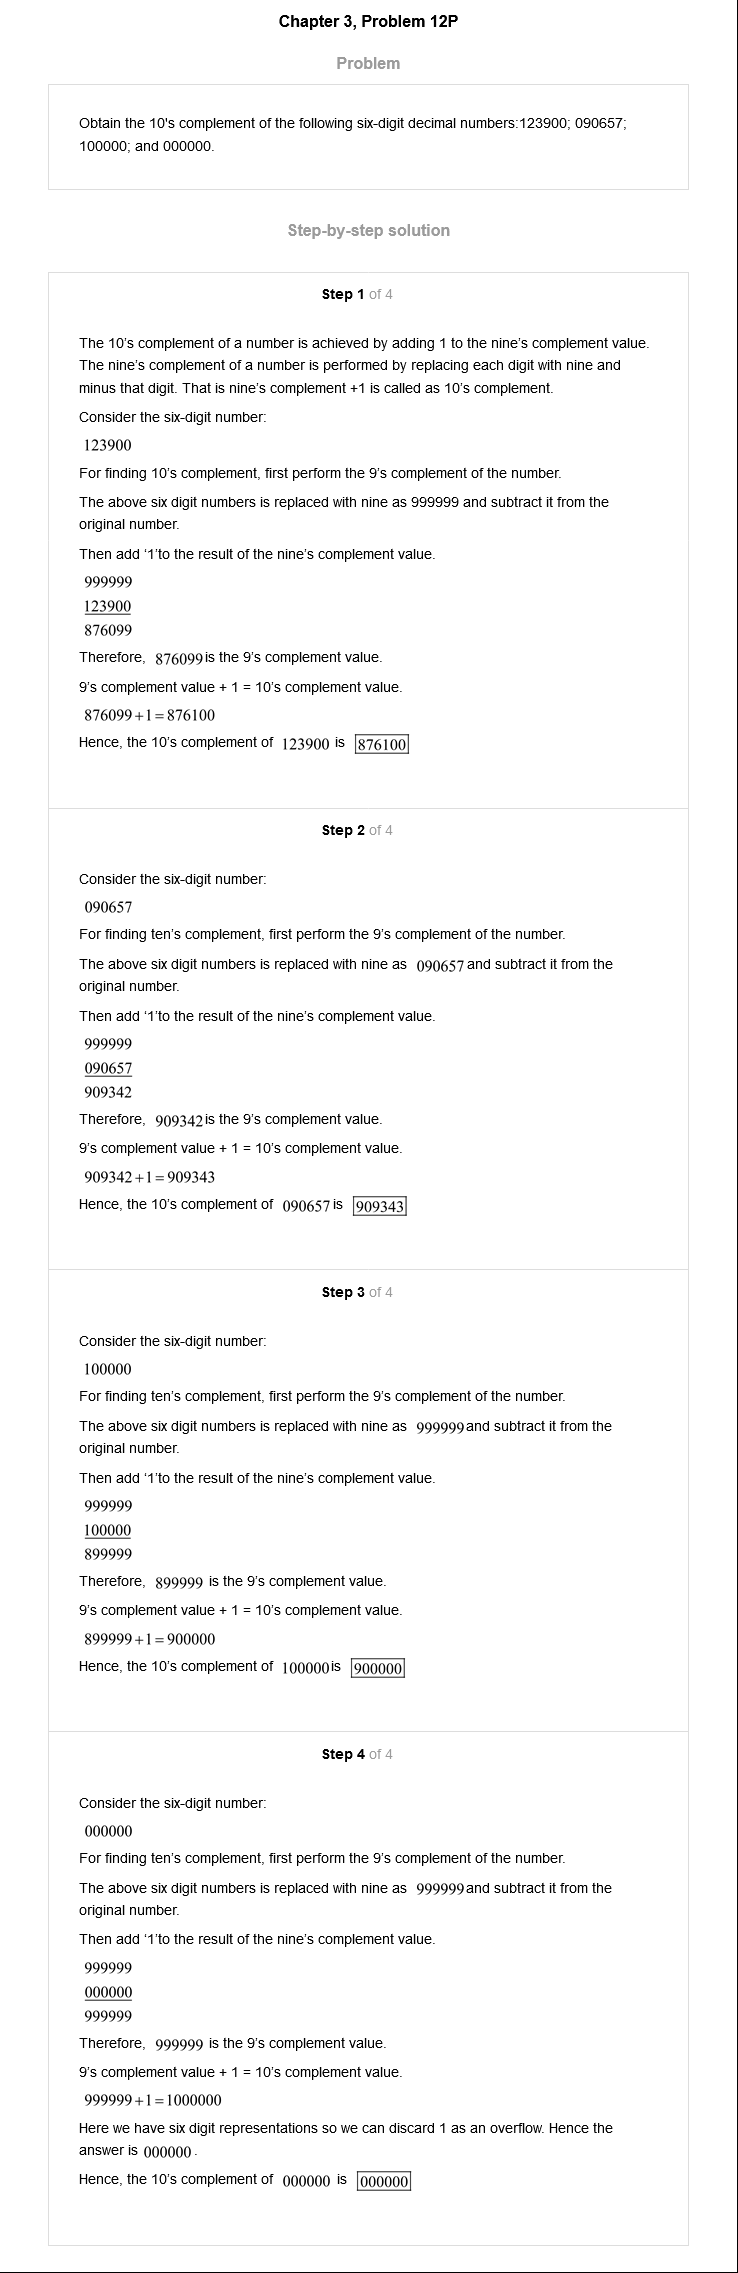 Chapter 3, Problem 12P
Problem
Obtain the 10's complement of the following six-digit decimal numbers:123900; 090657;
100000; and 000000.
Step-by-step solution
Step 1 of 4
The 10's complement of a number is achieved by adding 1 to the nine's complement value.
The nine's complement of a number is performed by replacing each digit with nine and
minus that digit. That is nine's complement +1 is called as 10's complement.
Consider the six-digit number:
123900
For finding 10's complement, first perform the 9's complement of the number.
The above six digit numbers is replaced with nine as 999999 and subtract it from the
original number.
Then add ‘1’to the result of the nine's complement value.
999999
123900
876099
Therefore, 876099 is the 9's complement value.
9's complement value + 1 = 10's complement value.
876099+1=876100
Hence, the 10's complement of 123900 is 876100
Step 2 of 4
Consider the six-digit number:
090657
For finding ten's complement, first perform the 9's complement of the number.
The above six digit numbers is replaced with nine as 090657 and subtract it from the
original number.
Then add ‘1’to the result of the nine's complement value.
999999
090657
909342
Therefore, 909342 is the 9's complement value.
9's complement value + 1 = 10's complement value.
909342+1=909343
Hence, the 10's complement of 090657 is 909343
Step 3 of 4
Consider the six-digit number:
100000
For finding ten's complement, first perform the 9's complement of the number.
The above six digit numbers is replaced with nine as 999999 and subtract it from the
original number.
Then add ‘1’to the result of the nine's complement value.
999999
100000
899999
Therefore, 899999 is the 9's complement value.
9's complement value + 1 = 10's complement value.
899999+1=900000
Hence, the 10's complement of 100000 is 900000
Step 4 of 4
Consider the six-digit number:
000000
For finding ten's complement, first perform the 9's complement of the number.
The above six digit numbers is replaced with nine as 999999 and subtract it from the
original number.
Then add ‘1’to the result of the nine's complement value.
999999
000000
999999
Therefore, 999999 is the 9's complement value.
9's complement value + 1 = 10's complement value.
999999+1=1000000
Here we have six digit representations so we can discard 1 as an overflow. Hence the
answer is 000000.
Hence, the 10's complement of 000000 is 000000